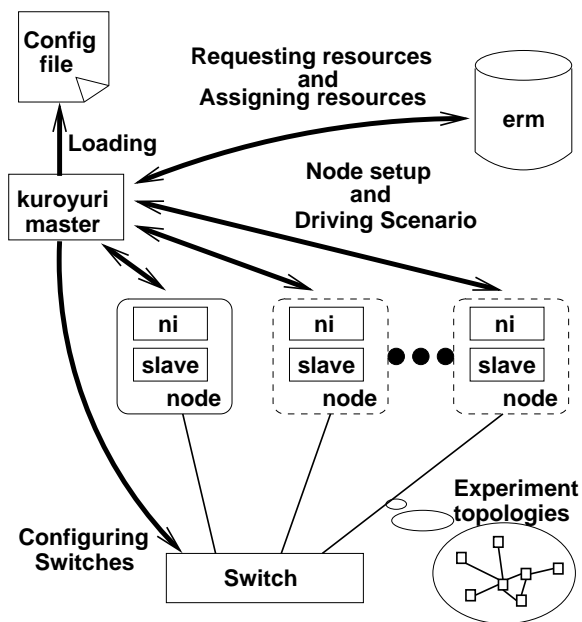 Config
file
Requesting resources
and
Assigning resources
erm
Loading
kuroyuri
master
Node setup
and
Driving Scenario
ni
slave
node
ni
slave
node
ni
slave
node
Experiment
topologies
Configuring
Switches
Switch